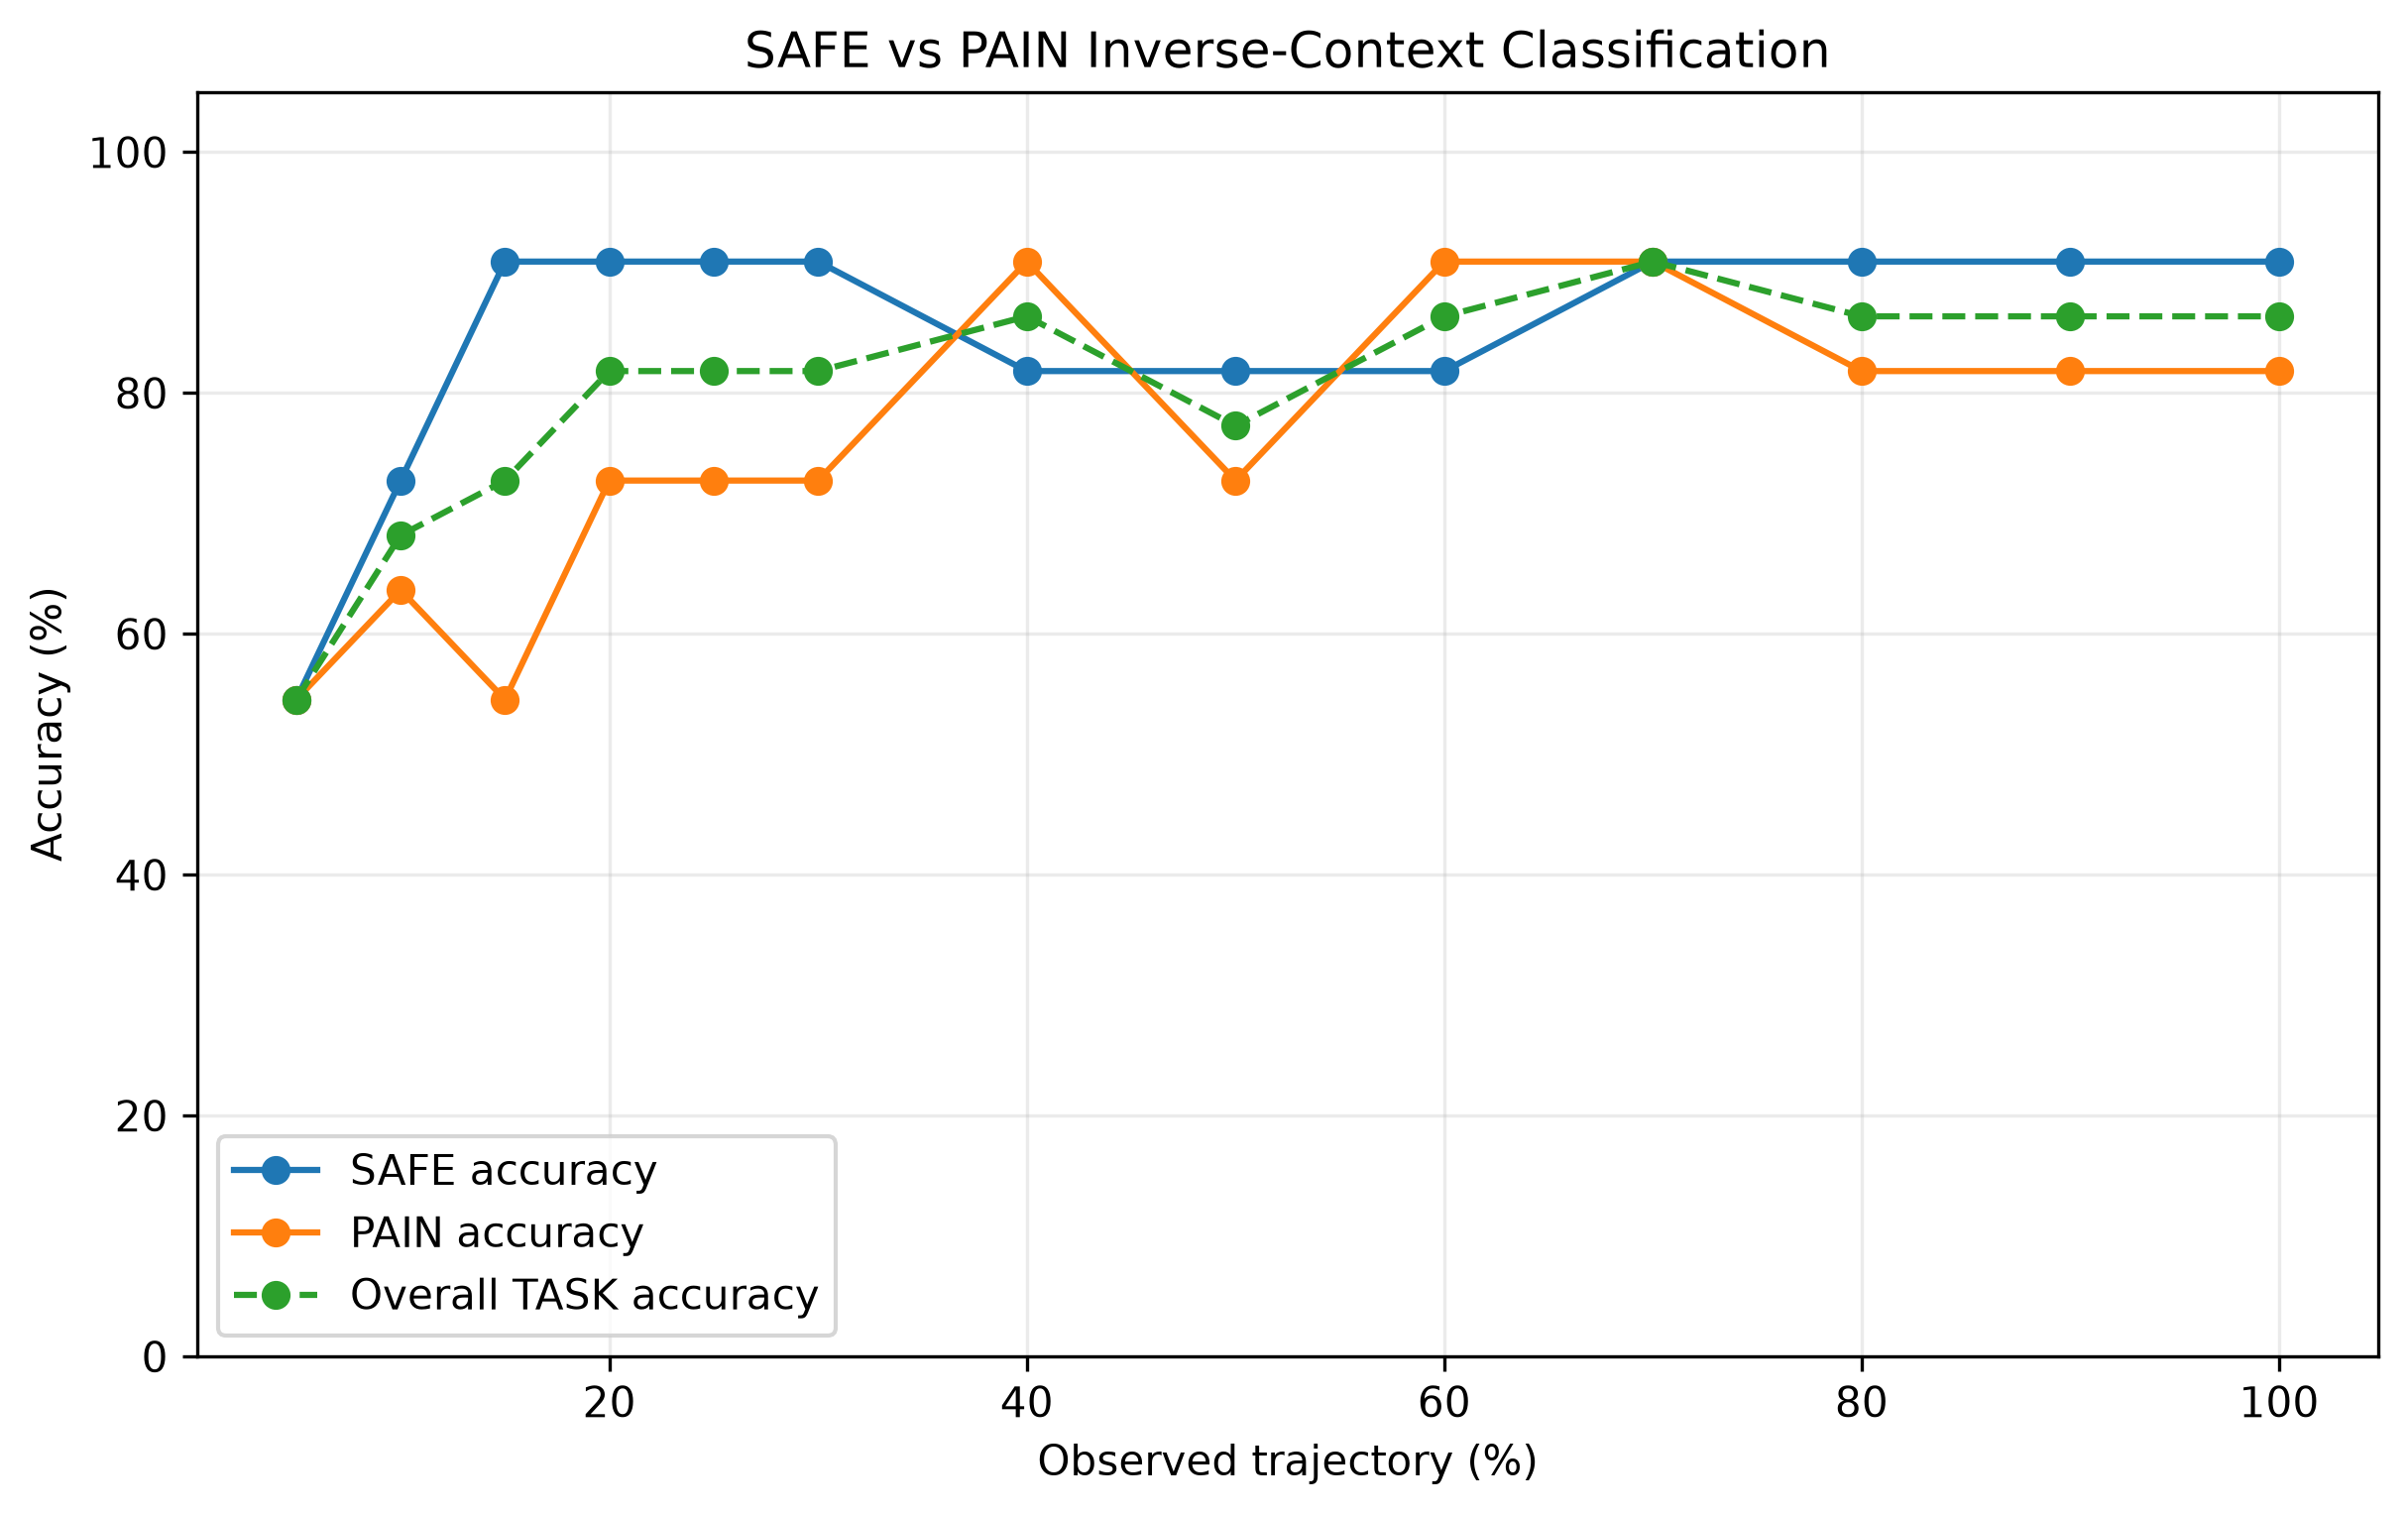 SAFE vs PAIN Inverse-Context Classification
Accuracy (%)
100
80
60
40
20
0
SAFE accuracy
PAIN accuracy
Overall TASK accuracy
20 40 60 80 100
Observed trajectory (%)